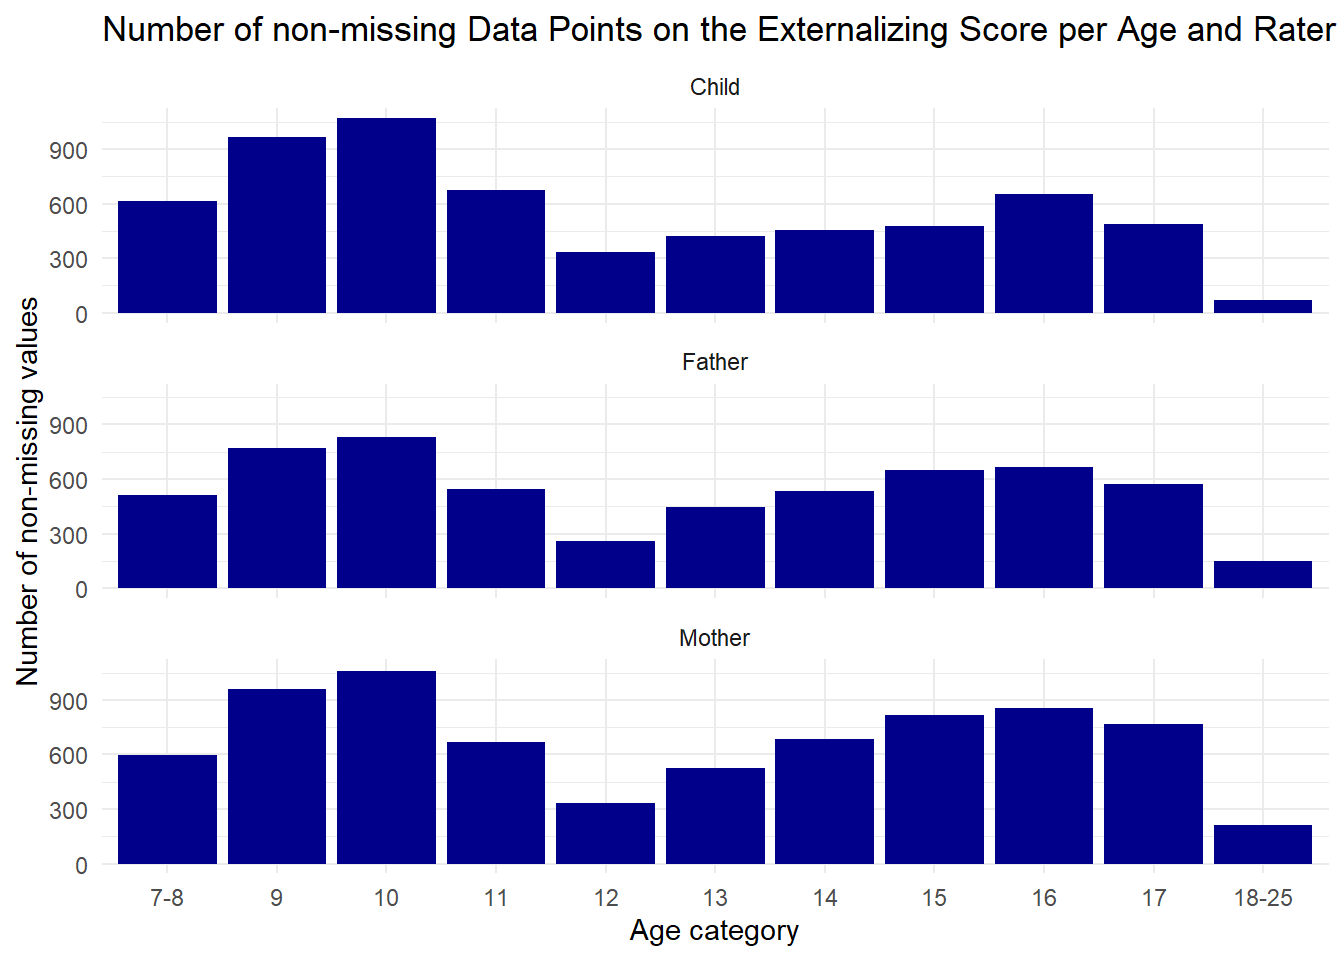 Number of non-missing Data Points on the Externalizing Score per Age and Rater
Child
900
600
300
0
Father
900
600
300
0
Mother
900
600
300
0
Number of non-missing values
7-8 9 10 11 12 13 14 15 16 17 18-25
Age category